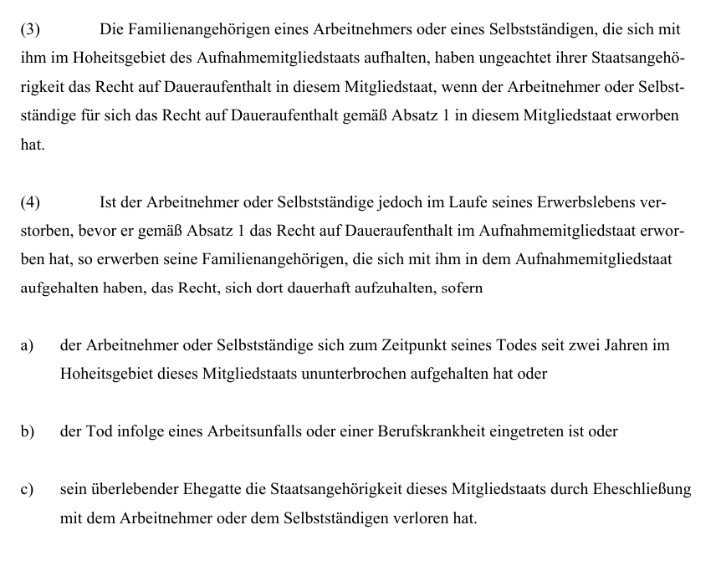 (3) Die Familienangehörigen eines Arbeitnehmers oder eines Selbstständigen, die sich mit
ihm im Hoheitsgebiet des Aufnahmemitgliedstaats aufhalten, haben ungeachtet ihrer Staatsangehö-
rigkeit das Recht auf Daueraufenthalt in diesem Mitgliedstaat, wenn der Arbeitnehmer oder Selbst-
ständige für sich das Recht auf Daueraufenthalt gemäß Absatz 1 in diesem Mitgliedstaat erworben
hat.
(4) Ist der Arbeitnehmer oder Selbstständige jedoch im Laufe seines Erwerbslebens ver-
storben, bevor er gemäß Absatz 1 das Recht auf Daueraufenthalt im Aufnahmemitgliedstaat erwor-
ben hat, so erwerben seine Familienangehörigen, die sich mit ihm in dem Aufnahmemitgliedstaat
aufgehalten haben, das Recht, sich dort dauerhaft aufzuhalten, sofern
a) der Arbeitnehmer oder Selbstständige sich zum Zeitpunkt seines Todes seit zwei Jahren im
Hoheitsgebiet dieses Mitgliedstaats ununterbrochen aufgehalten hat oder
b) der Tod infolge eines Arbeitsunfalls oder einer Berufskrankheit eingetreten ist oder
c) sein überlebender Ehegatte die Staatsangehörigkeit dieses Mitgliedstaats durch Eheschließung
mit dem Arbeitnehmer oder dem Selbstständigen verloren hat.